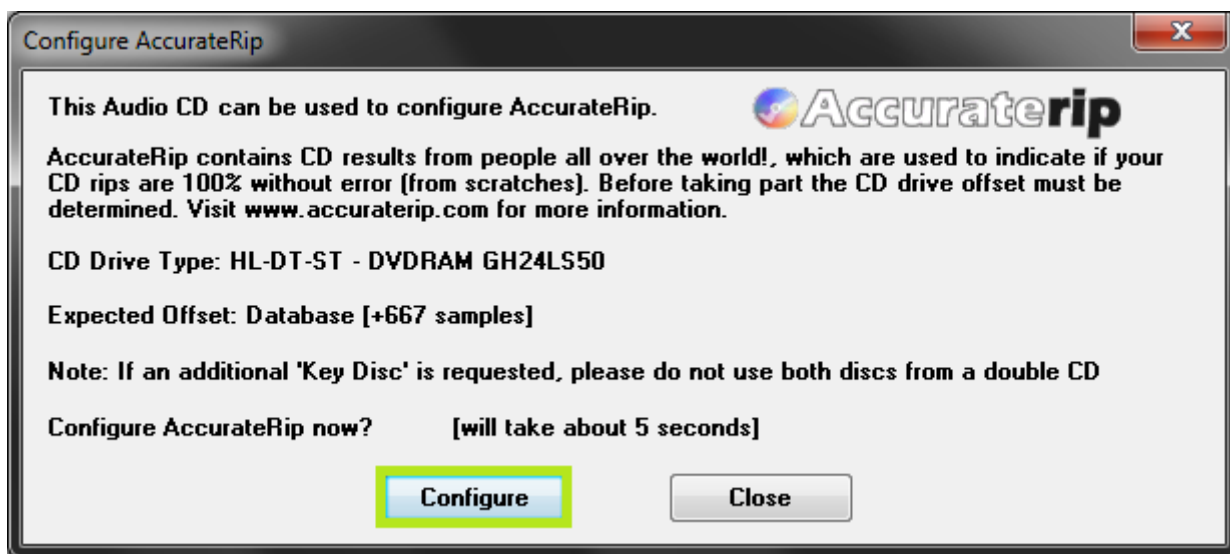 Configure AccurateRip
x
This Audio CD can be used to configure AccurateRip.
Accuraterip
AccurateRip contains CD results from people all over the world!, which are used to indicate if your
CD rips are 100% without error (from scratches). Before taking part the CD drive offset must be
determined. Visit www.accuraterip.com for more information.
CD Drive Type: HL-DT-ST - DVDRAM GH24LS50
Expected Offset: Database [+667 samples]
Note: If an additional 'Key Disc' is requested, please do not use both discs from a double CD
Configure AccurateRip now? [will take about 5 seconds]
Configure Close